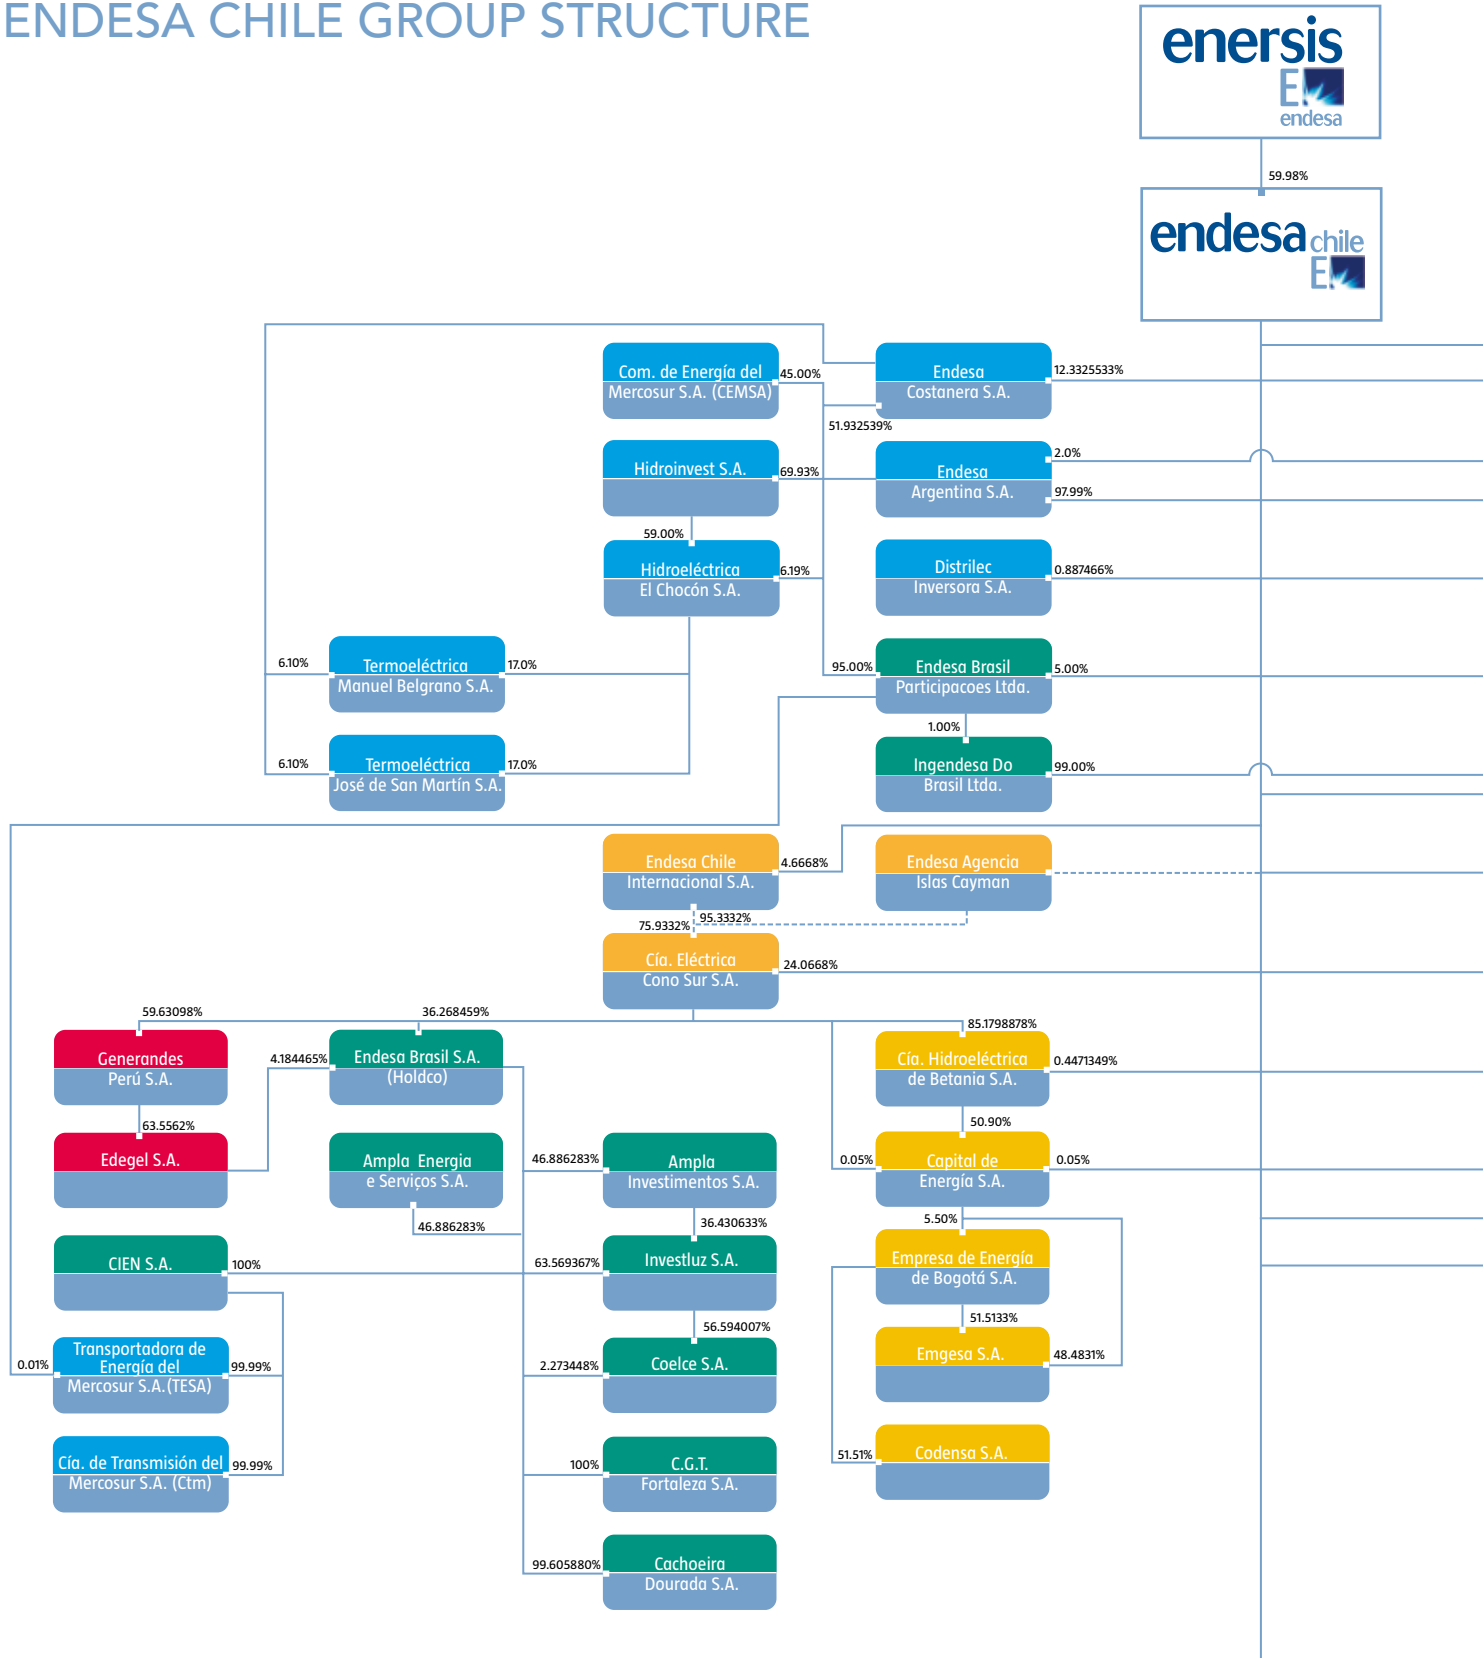 ENDESA CHILE GROUP STRUCTURE
enersis
E
endesa
59.98%
endesa chile
E
Com. de Energía del
Mercosur S.A. (CEMSA)
45.00%
Endesa
Costanera S.A.
12.3325533%
51.932539%
Hidroinvest S.A.
69.93%
Endesa
Argentina S.A.
2.0%
97.99%
59.00%
Hidroeléctrica
El Chocón S.A.
6.19%
Distrilec
Inversora S.A.
0.887466%
6.10%
Termoeléctrica
Manuel Belgrano S.A.
17.0%
95.00%
Endesa Brasil
Participacoes Ltda.
5.00%
1.00%
6.10%
Termoeléctrica
José de San Martín S.A.
17.0%
Ingendesa Do
Brasil Ltda.
99.00%
Endesa Chile
Internacional S.A.
4.6668%
Endesa Agencia
Islas Cayman
95.3332%
75.9332%
Cía. Eléctrica
Cono Sur S.A.
24.0668%
59.63098%
36.268459%
85.1798878%
Generandes
Perú S.A.
4.184465%
Endesa Brasil S.A.
(Holdco)
Cía. Hidroeléctrica
de Betania S.A.
0.4471349%
63.5562%
50.90%
Edegel S.A.
Ampla Energia
e Serviços S.A.
46.886283%
46.886283%
Ampla
Investimentos S.A.
0.05%
Capital de
Energía S.A.
0.05%
36.430633%
5.50%
CIEN S.A.
100%
63.569367%
Investluz S.A.
Empresa de Energía
de Bogotá S.A.
56.594007%
51.5133%
0.01%
Transportadora de
Energía del
Mercosur S.A.(TESA)
99.99%
2.273448%
Coelce S.A.
Emgesa S.A.
48.4831%
Cía. de Transmisión del
Mercosur S.A. (Ctm)
99.99%
100%
C.G.T.
Fortaleza S.A.
51.51%
Codensa S.A.
99.605880%
Cachoeira
Dourada S.A.